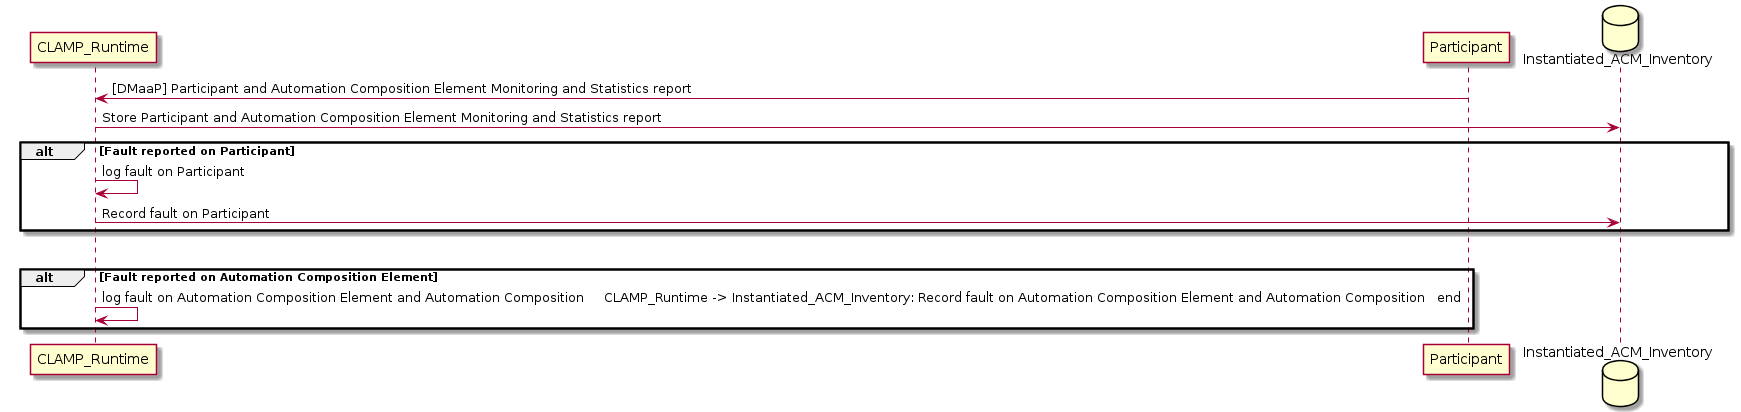 CLAMP_Runtime
Participant
Instantiated_ACM_Inventory
[DMaaP] Participant and Automation Composition Element Monitoring and Statistics report
Store Participant and Automation Composition Element Monitoring and Statistics report
alt [Fault reported on Participant]
log fault on Participant
Record fault on Participant
alt [Fault reported on Automation Composition Element]
log fault on Automation Composition Element and Automation Composition CLAMP_Runtime -> Instantiated_ACM_Inventory: Record fault on Automation Composition Element and Automation Composition end
CLAMP_Runtime
Participant
Instantiated_ACM_Inventory